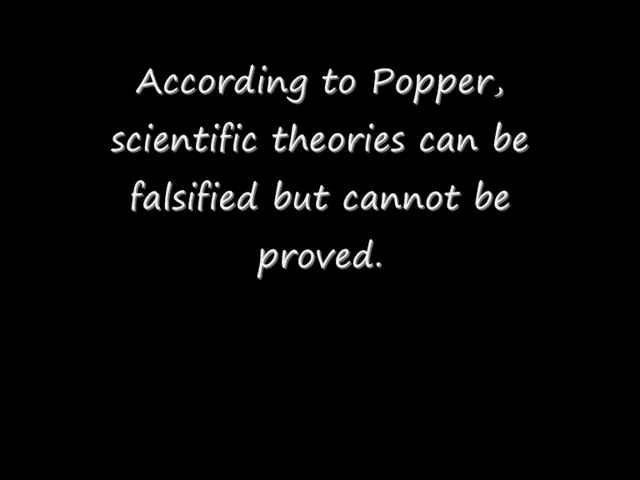 According to Popper,
scientific theories can be
falsified but cannot be
proved.